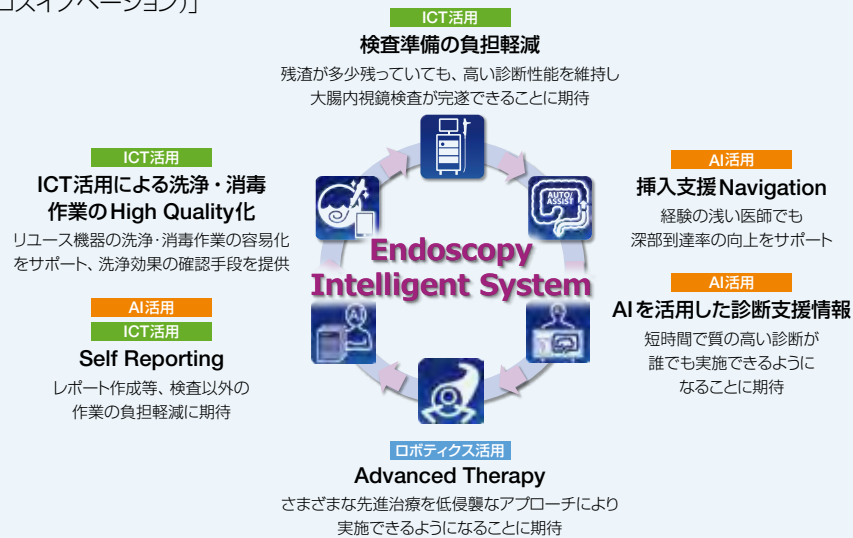 コスイノベーション)」
ICT活用
検査準備の負担軽減
残渣が多少残っていても、高い診断性能を維持し
大腸内視鏡検査が完遂できることに期待
AI活用
挿入支援Navigation
経験の浅い医師でも
深部到達率の向上をサポート
AUTO/
ASSIST
AI活用
AIを活用した診断支援情報
短時間で質の高い診断が
誰でも実施できるように
なることに期待
ロボティクス活用
Advanced Therapy
さまざまな先進治療を低侵襲なアプローチにより
実施できるようになることに期待
AI活用
ICT活用
Self Reporting
レポート作成等、検査以外の
作業の負担軽減に期待
AI
ICT活用
ICT活用による洗浄・消毒
作業のHigh Quality化
リユース機器の洗浄・消毒作業の容易化
をサポート、洗浄効果の確認手段を提供
Endoscopy
Intelligent System